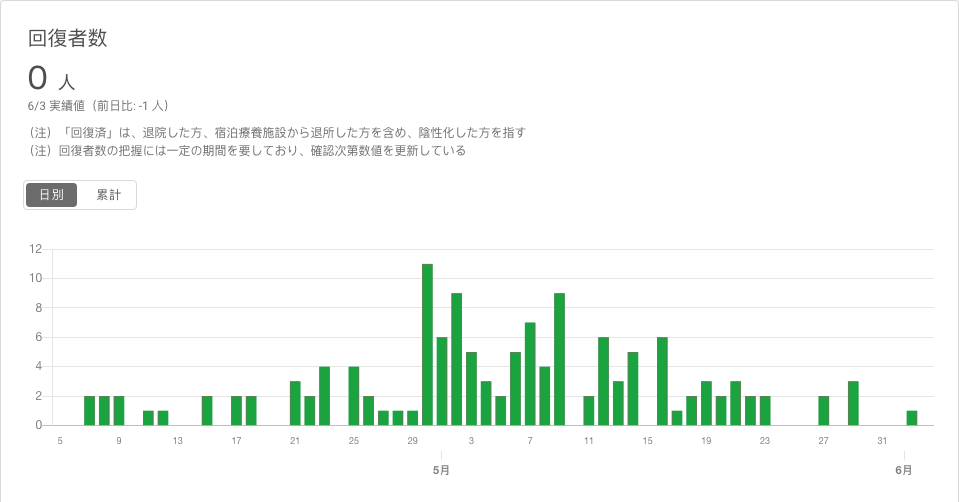 回復者数
0 人
6/3 実績値（前日比: -1 人）
（注）「回復済」は、退院した方、宿泊療養施設から退所した方を含め、陰性化した方を指す
（注）回復者数の把握には一定の期間を要しており、確認次第数値を更新している
日別 累計
12
10
8
6
4
2
0
5 9 13 17 21 25 29 3 7 11 15 19 23 27 31
5月 6月